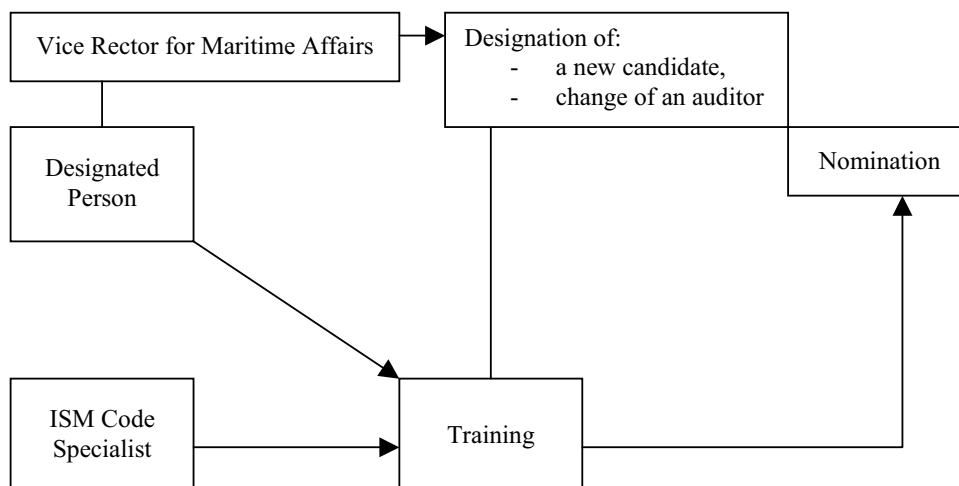 Vice Rector for Maritime Affairs
Designation of:
- a new candidate,
- change of an auditor
Designated
Person
Nomination
ISM Code
Specialist
Training